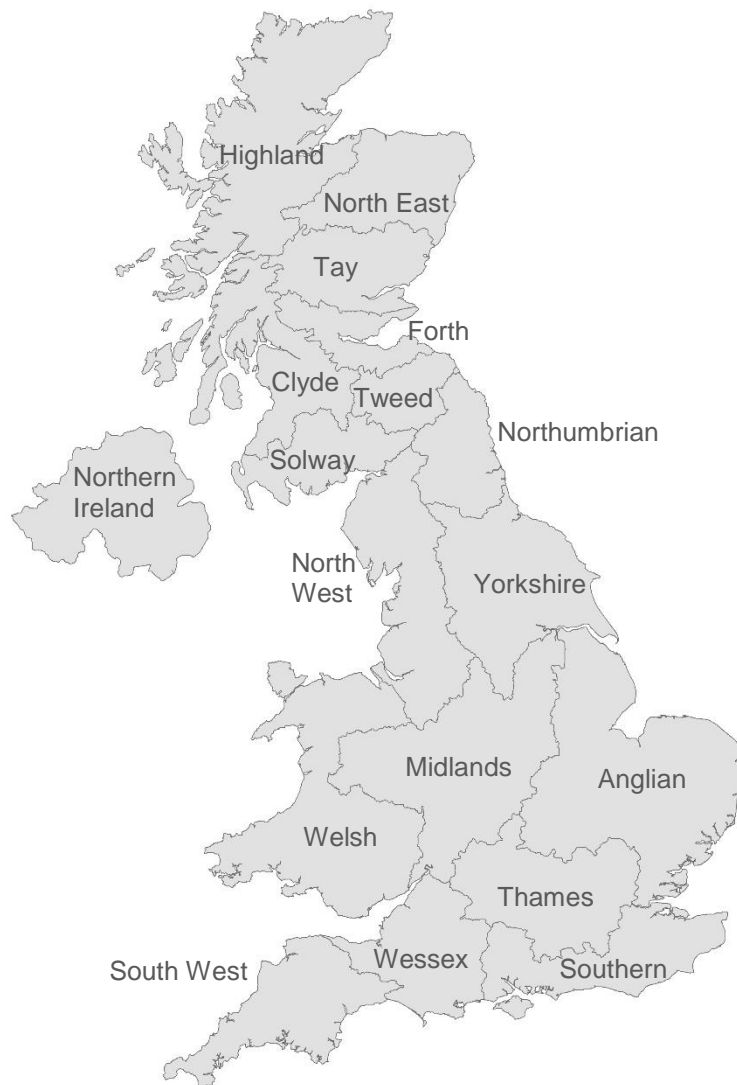 Highland
North East
Tay
Forth
Clyde
Tweed
Northumbrian
Solway
Northern
Ireland
North
West
Yorkshire
Midlands
Anglian
Welsh
Thames
Wessex
Southern
South West